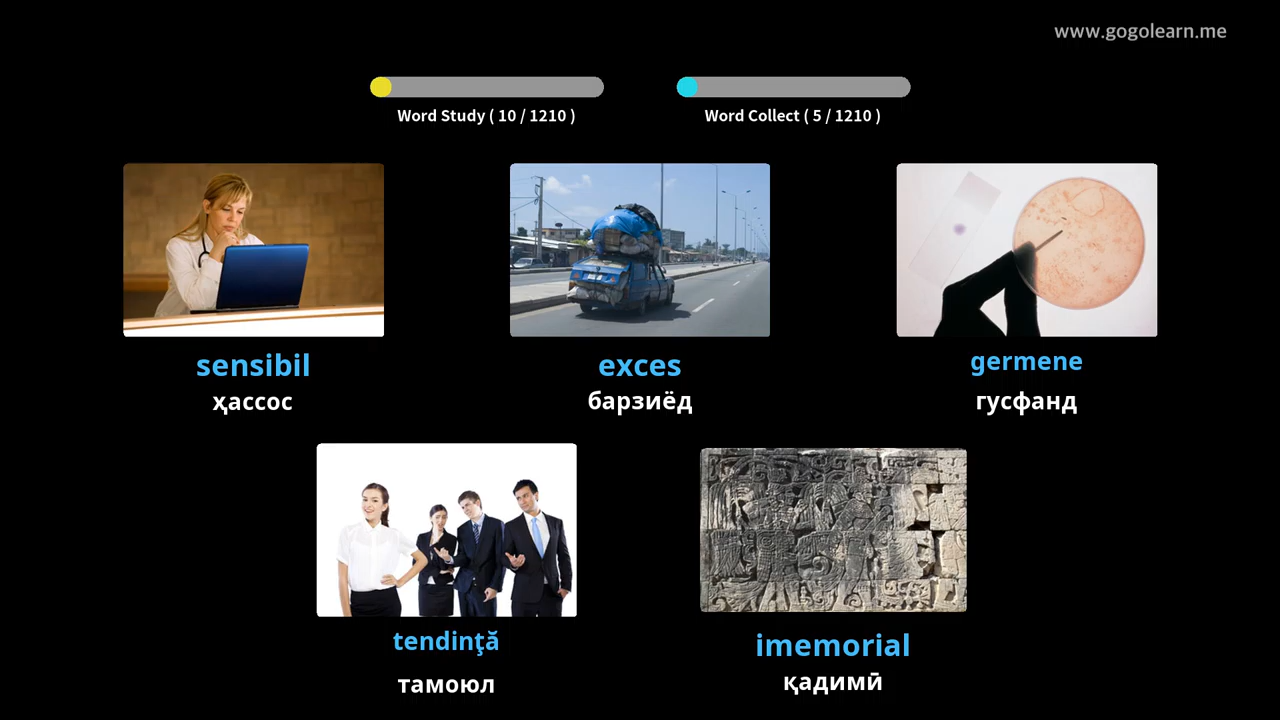 www.gogolearn.me
Word Study ( 10 / 1210 )
Word Collect ( 5 / 1210 )
sensibil
ҳассос
exces
барзиёд
germene
гусфанд
tendinţă
тамоюл
imemorial
қадимӣ